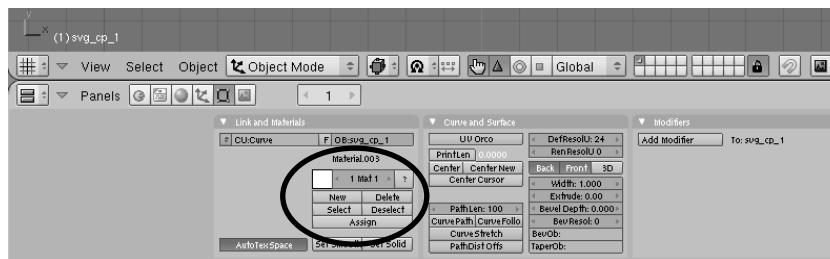 y
x
(1) svg_cp_1
View Select Object Object Mode Global
Panels 1
Link and Materials Curve and Surface Modifiers
CU:Curve F OB:svg_cp_1 UV Orco DefResolU: 24 Add Modifier To: svg_cp_1
Material.003 PrintLen 0.0000 RenResolU 0
1 Mat 1 ? Center Center New Back Front 3D
Center Cursor Width: 1.000
New Delete Extrude: 0.00
Select Deselect PathLen: 100 Bevel Depth: 0.000
Assign CurvePath CurveFollo BevResol: 0
CurveStretch BevOb:
AutoTexSpace Set Smooth Set Solid PathDist Offs TaperOb: